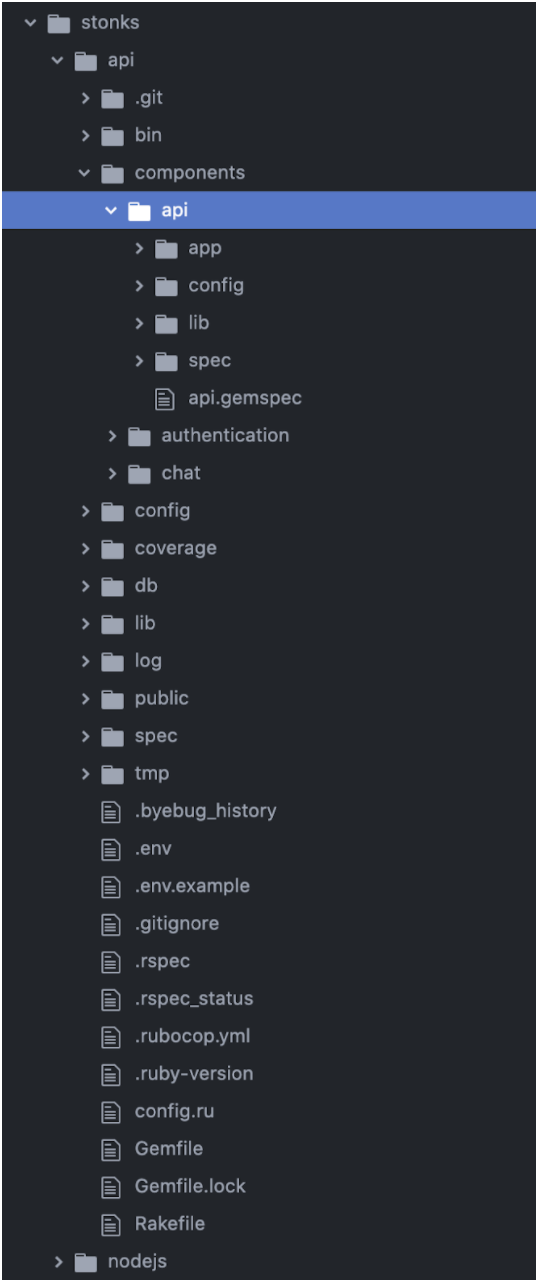 stonks
api
.git
bin
components
api
app
config
lib
spec
api.gemspec
authentication
chat
config
coverage
db
lib
log
public
spec
tmp
.byebug_history
.env
.env.example
.gitignore
.rspec
.rspec_status
.rubocop.yml
.ruby-version
config.ru
Gemfile
Gemfile.lock
Rakefile
nodejs